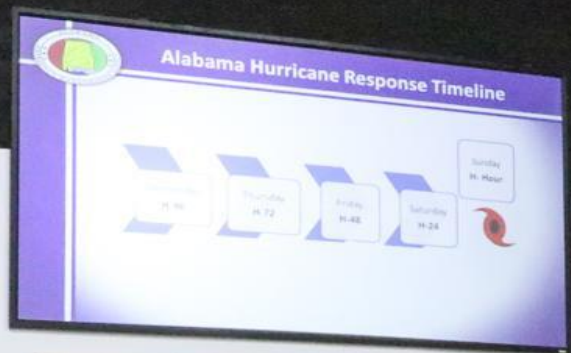 Alabama Hurricane Response Timeline
Thursday
H-72
Friday
H-48
Saturday
H-24
Sunday
H- Hour